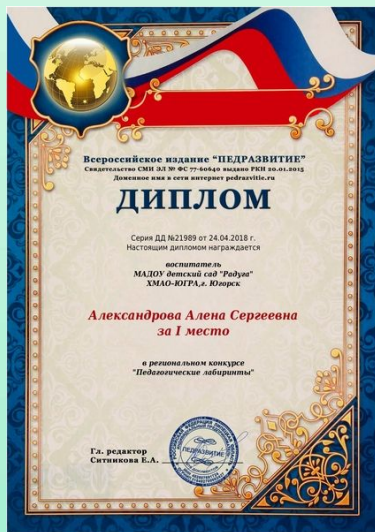 Всероссийское издание “ПЕДРАЗВИТИЕ”
Свидетельство СМИ ЭЛ № ФС 77-60640 выдано РКН 20.01.2015
Доменное имя в сети интернет pedrazvitie.ru
ДИПЛОМ
Серия ДД №21989 от 24.04.2018 г.
Настоящим дипломом награждается
воспитатель
МАДОУ детский сад "Радуга"
ХМАО-ЮГРА,г. Югорск
Александрова Алена Сергеевна
за I место
в региональном конкурсе
"Педагогические лабиринты"
Гл. редактор
Ситникова Е.А.
ПЕДРАЗВИТИЕ